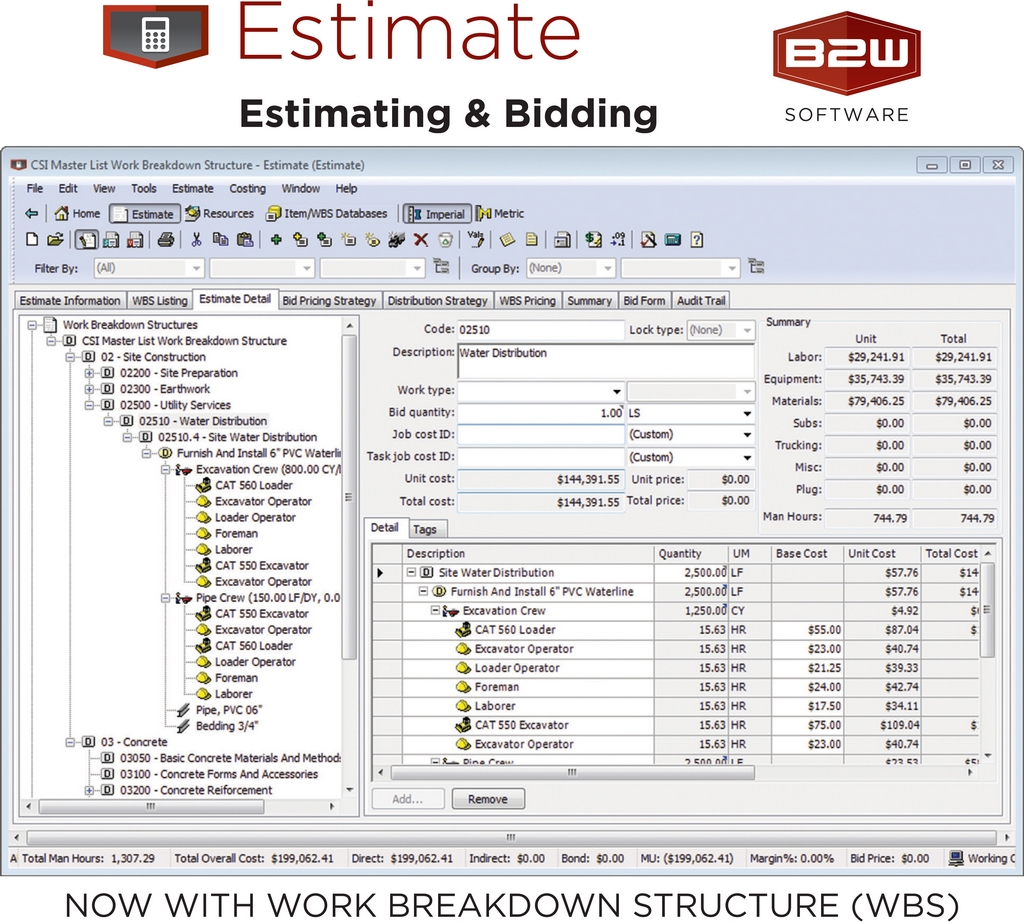 Estimate
Estimating & Bidding
B2W
SOFTWARE
CSI Master List Work Breakdown Structure - Estimate (Estimate)
File Edit View Tools Estimate Costing Window Help
Home Estimate Resources Item/WBS Databases Imperial Metric
Filter By: (All) Group By: (None)
Estimate Information WBS Listing Estimate Detail Bid Pricing Strategy Distribution Strategy WBS Pricing Summary Bid Form Audit Trail
Work Breakdown Structures
CSI Master List Work Breakdown Structure
02 - Site Construction
02200 - Site Preparation
02300 - Earthwork
02500 - Utility Services
02510 - Water Distribution
02510.4 - Site Water Distribution
Furnish And Install 6" PVC Waterli
Excavation Crew (800.00 CY/
CAT 560 Loader
Excavator Operator
Loader Operator
Foreman
Laborer
CAT 550 Excavator
Excavator Operator
Pipe Crew (150.00 LF/DY, 0.0
CAT 550 Excavator
Excavator Operator
CAT 560 Loader
Loader Operator
Foreman
Laborer
Pipe, PVC 06"
Bedding 3/4"
03 - Concrete
03050 - Basic Concrete Materials And Methods
03100 - Concrete Forms And Accessories
03200 - Concrete Reiforcement
Code: 02510 Lock type: (None)
Description: Water Distribution
Work type:
Bid quantity: 1.00 LS
Job cost ID: (Custom)
Task job cost ID: (Custom)
Unit cost: $144,391.55 Unit price: $0.00
Total cost: $144,391.55 Total price: $0.00
Summary
Unit Total
Labor: $29,241.91 $29,241.91
Equipment: $35,743.39 $35,743.39
Materials: $79,406.25 $79,406.25
Subs: $0.00 $0.00
Trucking: $0.00 $0.00
Misc: $0.00 $0.00
Plug: $0.00 $0.00
Man Hours: 744.79 744.79
Detail Tags
Description Quantity UM Base Cost Unit Cost Total Cost
Site Water Distribution 2,500.00 LF $57.76 $14
Furnish And Install 6" PVC Waterline 2,500.00 LF $57.76 $14
Excavation Crew 1,250.00 CY $4.92
CAT 560 Loader 15.63 HR $55.00 $87.04
Excavator Operator 15.63 HR $23.00 $40.74
Loader Operator 15.63 HR $21.25 $39.33
Foreman 15.63 HR $24.00 $42.74
Laborer 15.63 HR $17.50 $34.11
CAT 550 Excavator 15.63 HR $75.00 $109.04
Excavator Operator 15.63 HR $23.00 $40.74
Pipe Crew 2,500.00 LF $23.53
Add... Remove
Total Man Hours: 1,307.29 Total Overall Cost: $199,062.41 Direct: $199,062.41 Indirect: $0.00 Bond: $0.00 MU: ($199,062.41) Margin%: 0.00% Bid Price: $0.00 Working
NOW WITH WORK BREAKDOWN STRUCTURE (WBS)